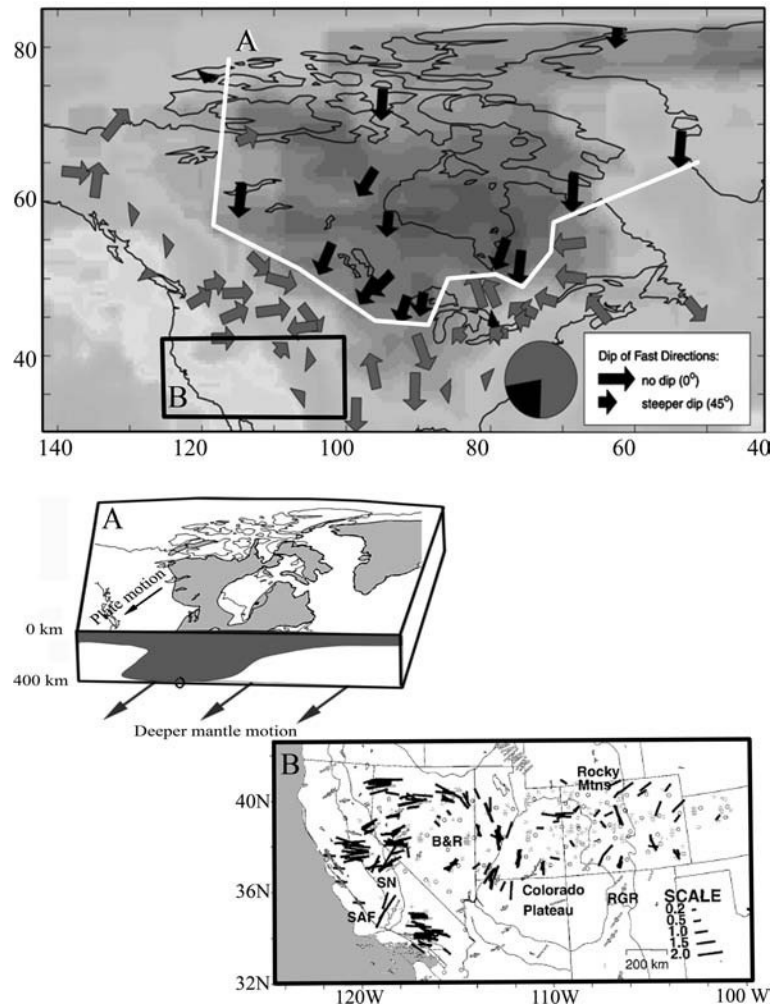 80
60
40
140
120
100
80
60
40
A
B
Dip of Fast Directions:
no dip (0°)
steeper dip (45°)
A
Plate motion
0 km
400 km
Deeper mantle motion
B
40N
36N
32N
120W
110W
100 W
Rocky
Mtns
B&R
SN
SAF
Colorado
Plateau
RGR
SCALE
0.2
0.5
1.0
1.5
2.0
200 km